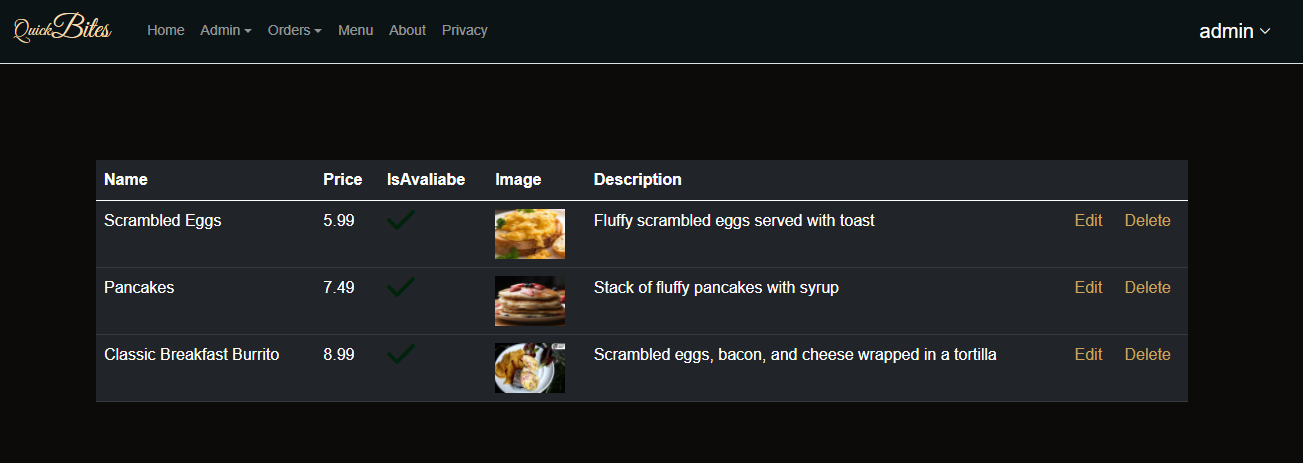 QuickBites Home Admin Orders Menu About Privacy admin
Name Price IsAvaliabe Image Description
Scrambled Eggs 5.99 Fluffy scrambled eggs served with toast Edit Delete
Pancakes 7.49 Stack of fluffy pancakes with syrup Edit Delete
Classic Breakfast Burrito 8.99 Scrambled eggs, bacon, and cheese wrapped in a tortilla Edit Delete